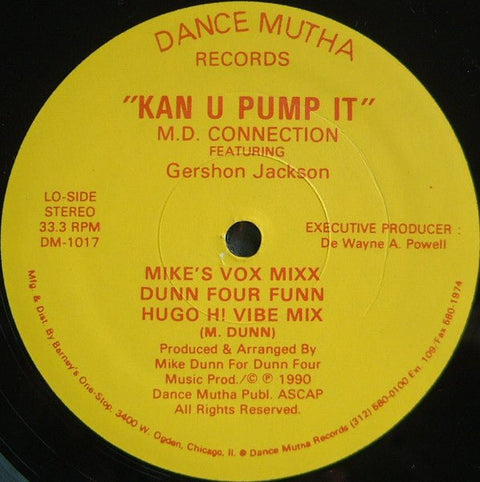 DANCE MUTHA
RECORDS
"KAN U PUMP IT"
M.D. CONNECTION
FEATURING
Gershon Jackson
LO-SIDE
STEREO
33.3 RPM
DM-1017
EXECUTIVE PRODUCER :
De Wayne A. Powell
MIKE'S VOX MIXX
DUNN FOUR FUNN
HUGO H! VIBE MIX
(M. DUNN)
Produced & Arranged By
Mike Dunn For Dunn Four
Music Prod./© ℗ 1990
Dance Mutha Publ. ASCAP
All Rights Reserved.
Mfg & Dist. By Barney's One-Stop, 3400 W. Ogden, Chicago, Il. ● Dance Mutha Records (312) 580-0100 Ext. 109/Fax 580-1974